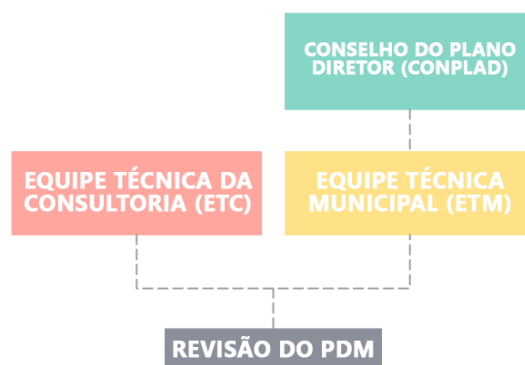 CONSELHO DO PLANO
DIRETOR (CONPLAD)
EQUIPE TÉCNICA DA
CONSULTORIA (ETC)
EQUIPE TÉCNICA
MUNICIPAL (ETM)
REVISÃO DO PDM